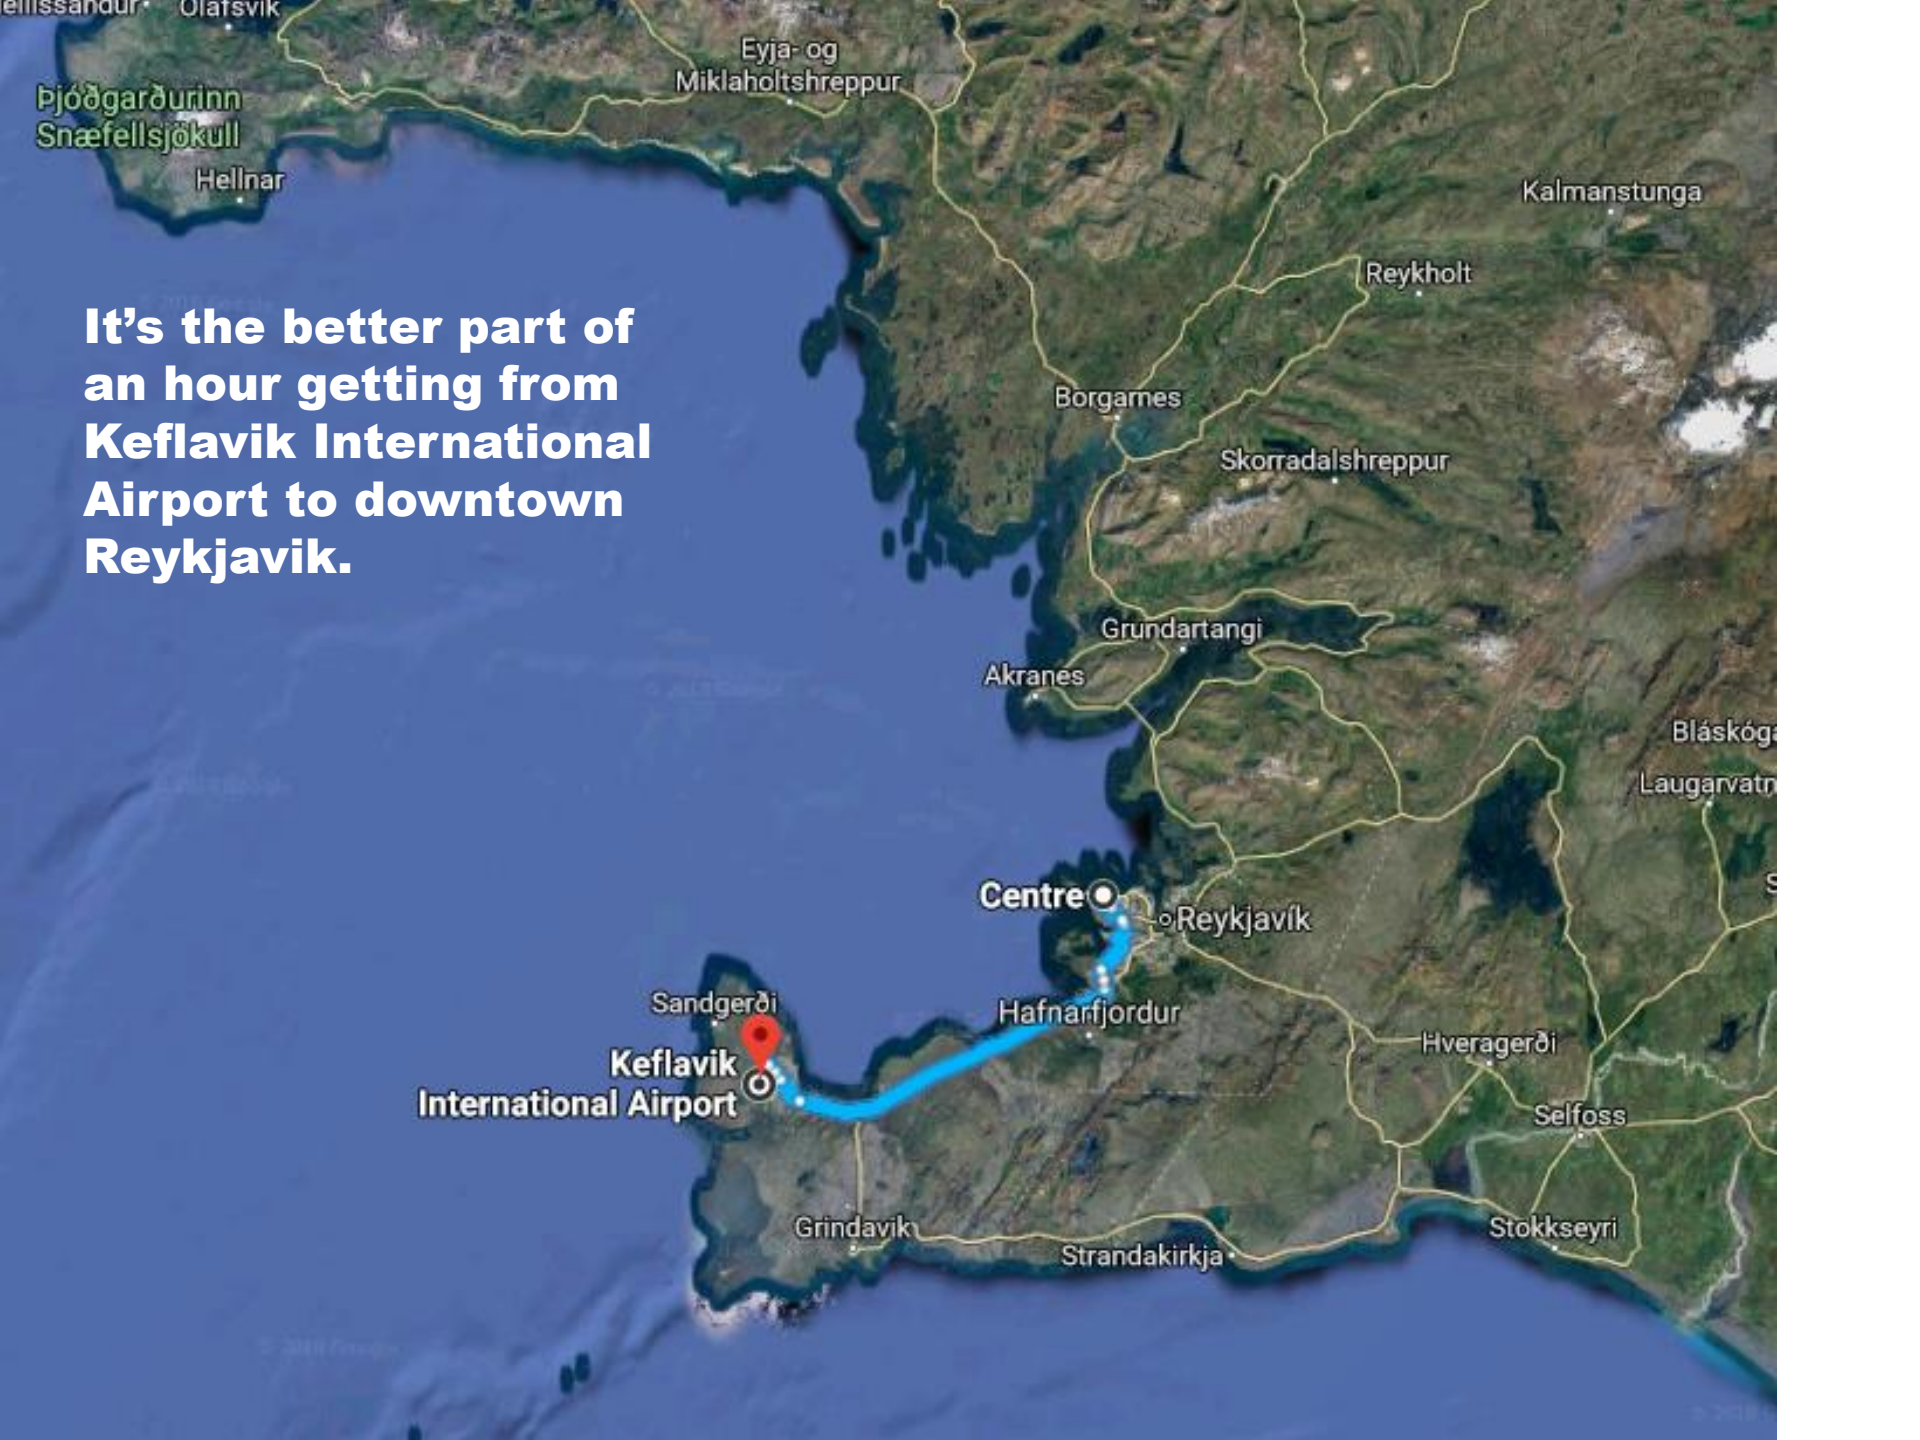 Ólafsvík
Eyja- og
Miklaholtshreppur
Þjóðgarðurinn
Snæfellsjökull
Hellnar
Kalmanstunga
Reykholt
It’s the better part of
an hour getting from
Keflavik International
Airport to downtown
Reykjavik.
Borgarnes
Skorradalshreppur
Grundartangi
Akranes
Bláskóga
Laugarvatn
Centre
Reykjavík
Sandgerði
Hafnarfjordur
Keflavik
International Airport
Hveragerði
Selfoss
Grindavik
Strandakirkja
Stokkseyri